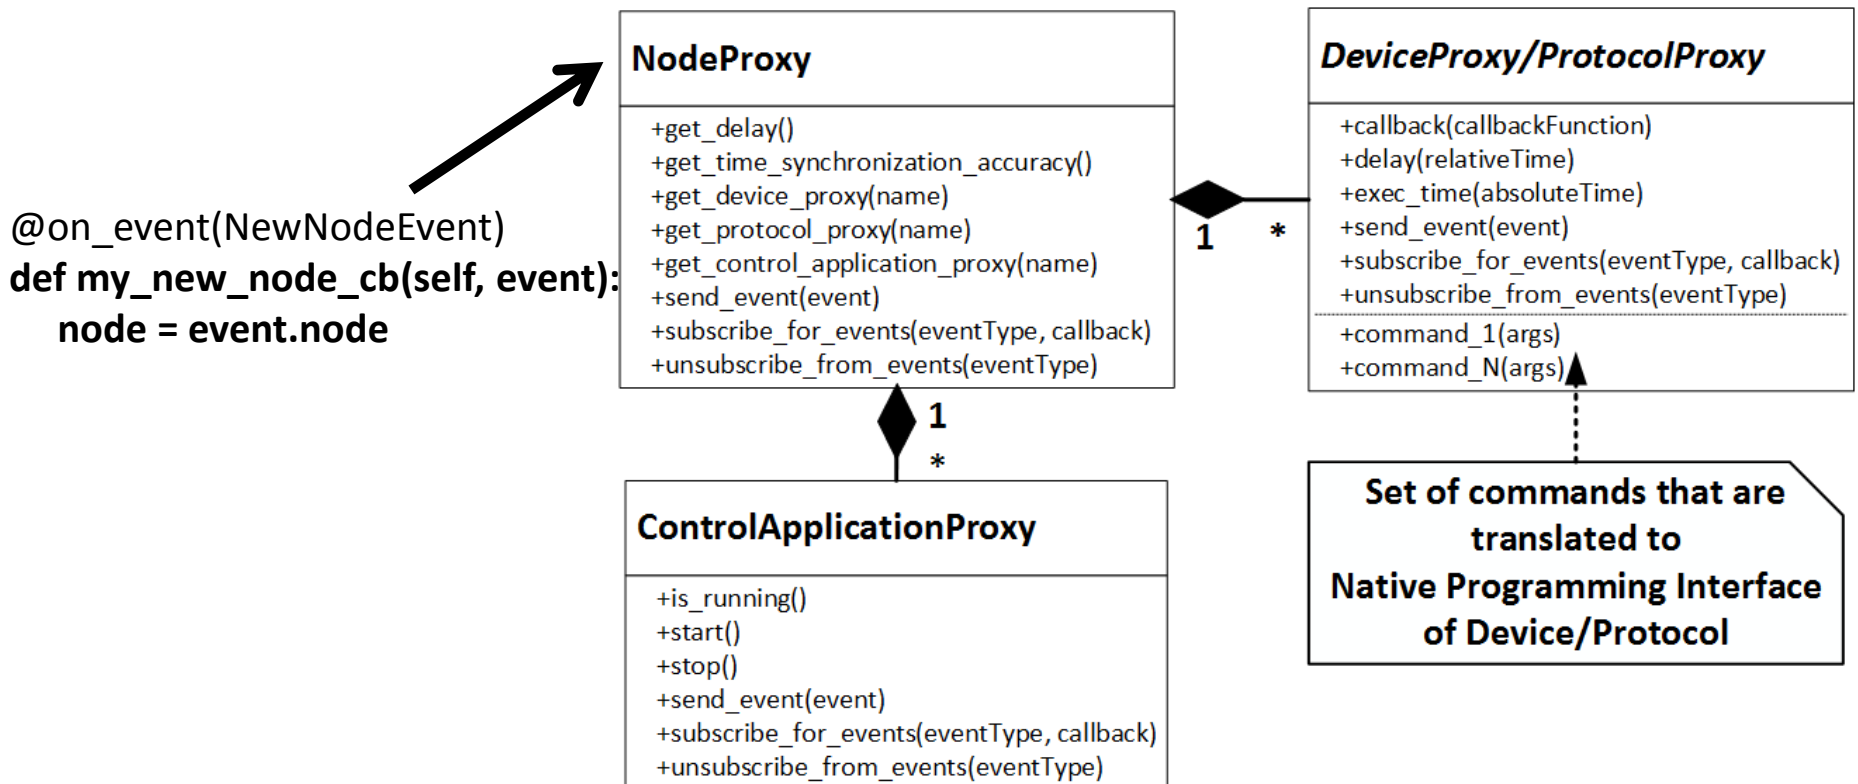 @on_event(NewNodeEvent)
def my_new_node_cb(self, event):
node = event.node
NodeProxy
+get_delay()
+get_time_synchronization_accuracy()
+get_device_proxy(name)
+get_protocol_proxy(name)
+get_control_application_proxy(name)
+send_event(event)
+subscribe_for_events(eventType, callback)
+unsubscribe_from_events(eventType)
1
*
DeviceProxy/ProtocolProxy
+callback(callbackFunction)
+delay(relativeTime)
+exec_time(absoluteTime)
+send_event(event)
+subscribe_for_events(eventType, callback)
+unsubscribe_from_events(eventType)
+command_1(args)
+command_N(args)
1
*
ControlApplicationProxy
+is_running()
+start()
+stop()
+send_event(event)
+subscribe_for_events(eventType, callback)
+unsubscribe_from_events(eventType)
Set of commands that are
translated to
Native Programming Interface
of Device/Protocol